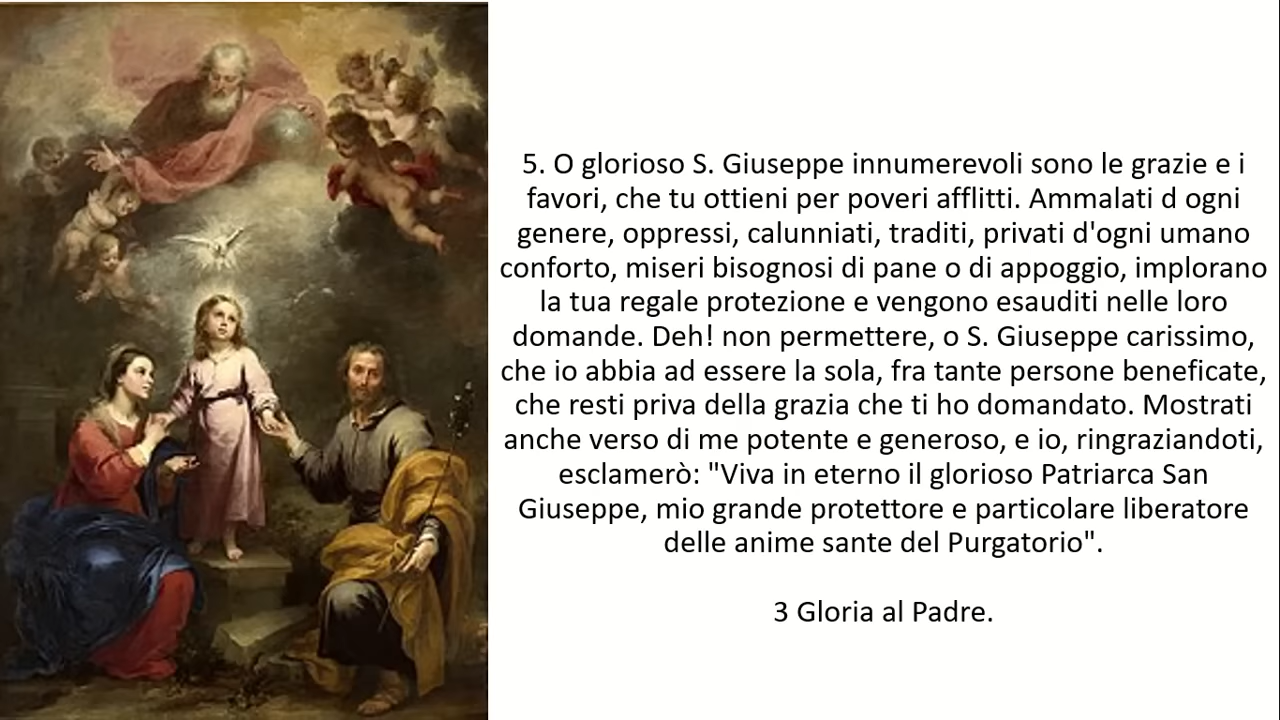 5. O glorioso S. Giuseppe innumerevoli sono le grazie e i
favori, che tu ottieni per poveri afflitti. Ammalati d ogni
genere, oppressi, calunniati, traditi, privati d'ogni umano
conforto, miseri bisognosi di pane o di appoggio, implorano
la tua regale protezione e vengono esauditi nelle loro
domande. Deh! non permettere, o S. Giuseppe carissimo,
che io abbia ad essere la sola, fra tante persone beneficate,
che resti priva della grazia che ti ho domandato. Mostrati
anche verso di me potente e generoso, e io, ringraziandoti,
esclamerò: "Viva in eterno il glorioso Patriarca San
Giuseppe, mio grande protettore e particolare liberatore
delle anime sante del Purgatorio".
3 Gloria al Padre.